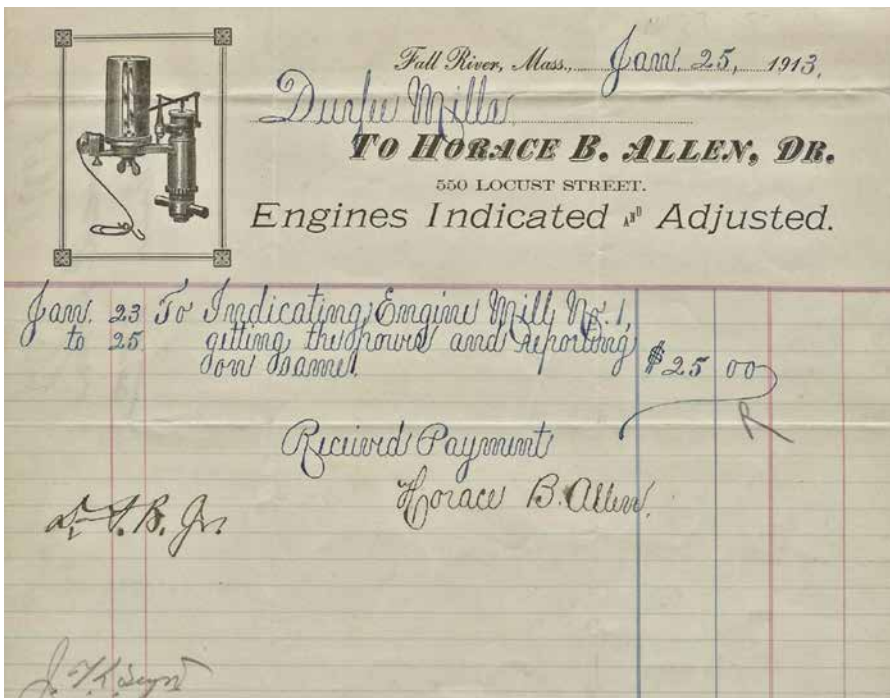 Fall River, Mass., Jan. 25, 1913.
Durfee Mills
TO HORACE B. ALLEN, DR.
550 LOCUST STREET.
Engines Indicated AND Adjusted.
Jan. 23 To Indicating Engine Mill No. 1,
to 25 getting the power and reporting
on same. $25 00
R
Received Payment
Horace B. Allen.
B. Jr.